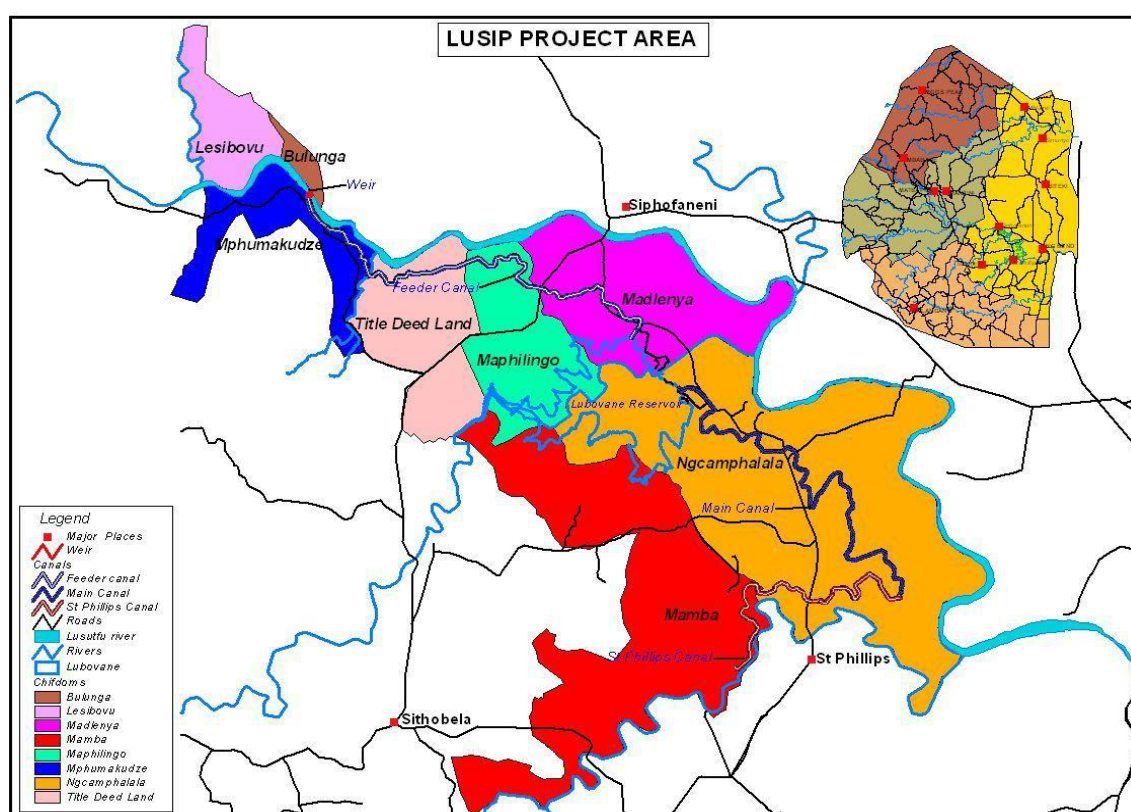 LUSIP PROJECT AREA
Lesibovu
Bulunga
Weir
Siphofaneni
Mphumakudze
Feeder Canal
Madlenya
Title Deed Land
Maphilingo
Lubovane Reservoir
Ngcamphalala
Main Canal
Mamba
St Phillips Canal
St Phillips
Sithobela
Legend
Major Places
Weir
Canals
Feeder canal
Main Canal
St Phillips Canal
Roads
Lusutfu river
Rivers
Lubovane
Chifdoms
Bulunga
Lesibovu
Madlenya
Mamba
Maphilingo
Mphumakudze
Ngcamphalala
Title Deed Land